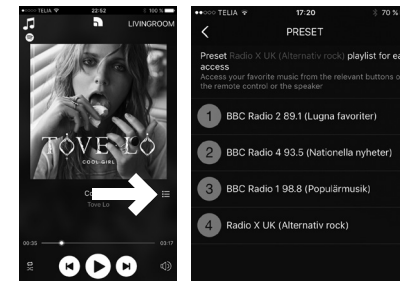 TELIA 22:52 100 %
LIVINGROOM
TOVE LO
COOL GIRL
Tove Lo
00:35
03:17
TELIA 17:20 70 %
PRESET
Preset Radio X UK (Alternativ rock) playlist for
access
Access your favorite music from the relevant buttons
the remote control or the speaker
1 BBC Radio 2 89.1 (Lugna favoriter)
2 BBC Radio 4 93.5 (Nationella nyheter)
3 BBC Radio 1 98.8 (Populärmusik)
4 Radio X UK (Alternativ rock)